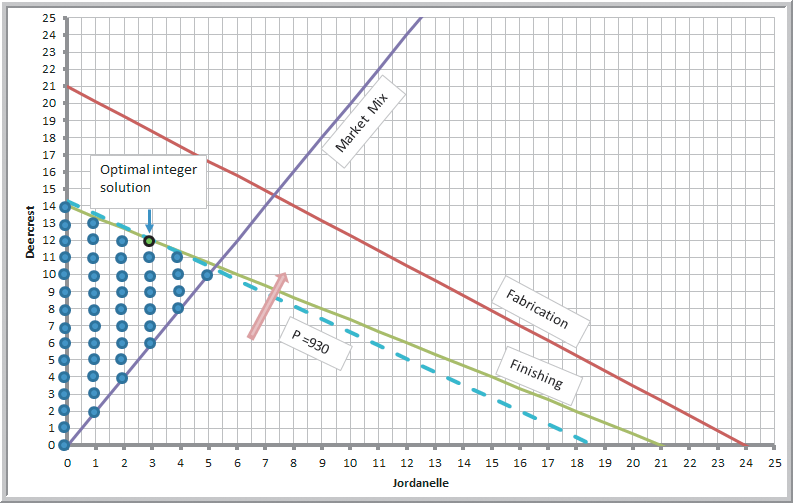 25
24
23
22
21
20
19
18
17
16
15
14
13
12
11
10
9
8
7
6
5
4
3
2
1
0
Deercrest
Optimal integer
solution
Market Mix
Fabrication
Finishing
P =930
0 1 2 3 4 5 6 7 8 9 10 11 12 13 14 15 16 17 18 19 20 21 22 23 24 25
Jordanelle